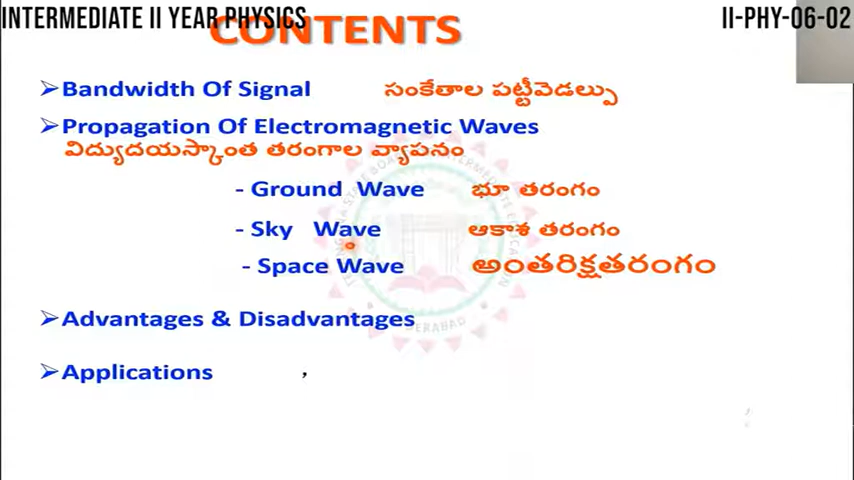 INTERMEDIATE II YEAR PHYSICS
II-PHY-06-02
CONTENTS
➢Bandwidth Of Signal సంకేతాల పట్టీవెడల్పు
➢Propagation Of Electromagnetic Waves
విద్యుదయస్కాంత తరంగాల వ్యాపనం
- Ground Wave భూ తరంగం
- Sky Wave ఆకాశ తరంగం
- Space Wave అంతరిక్షతరంగం
➢Advantages & Disadvantages
➢Applications ,